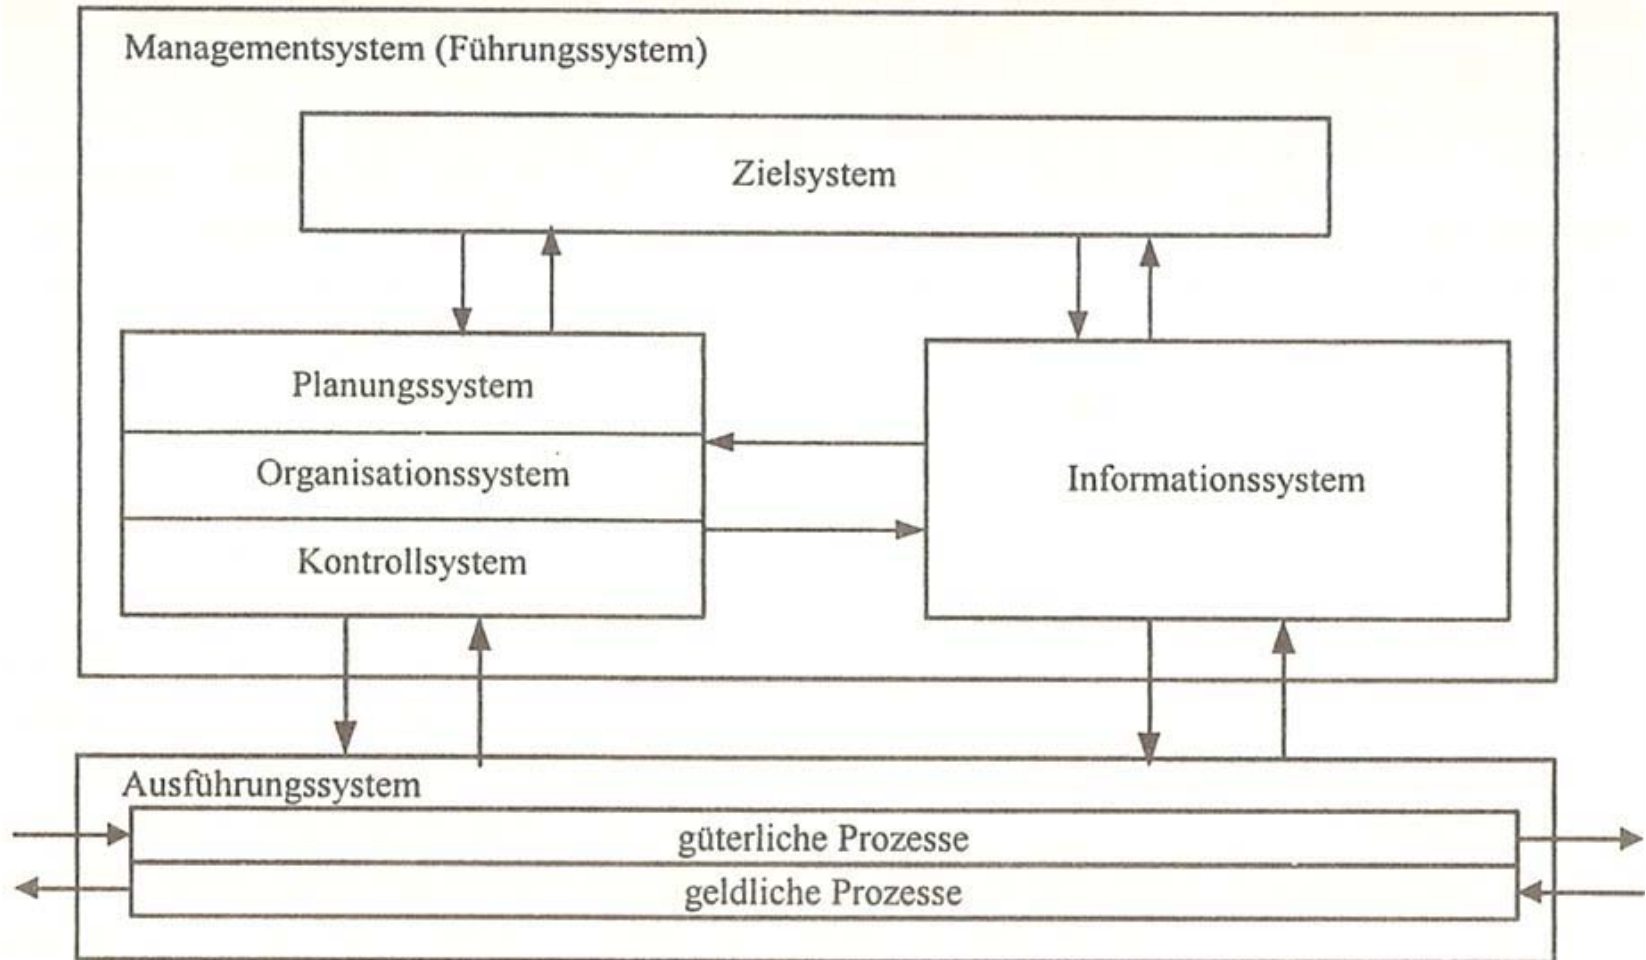 Managementsystem (Führungssystem)
Zielsystem
Planungssystem
Organisationssystem
Kontrollsystem
Informationssystem
Ausführungssystem
güterliche Prozesse
geldliche Prozesse